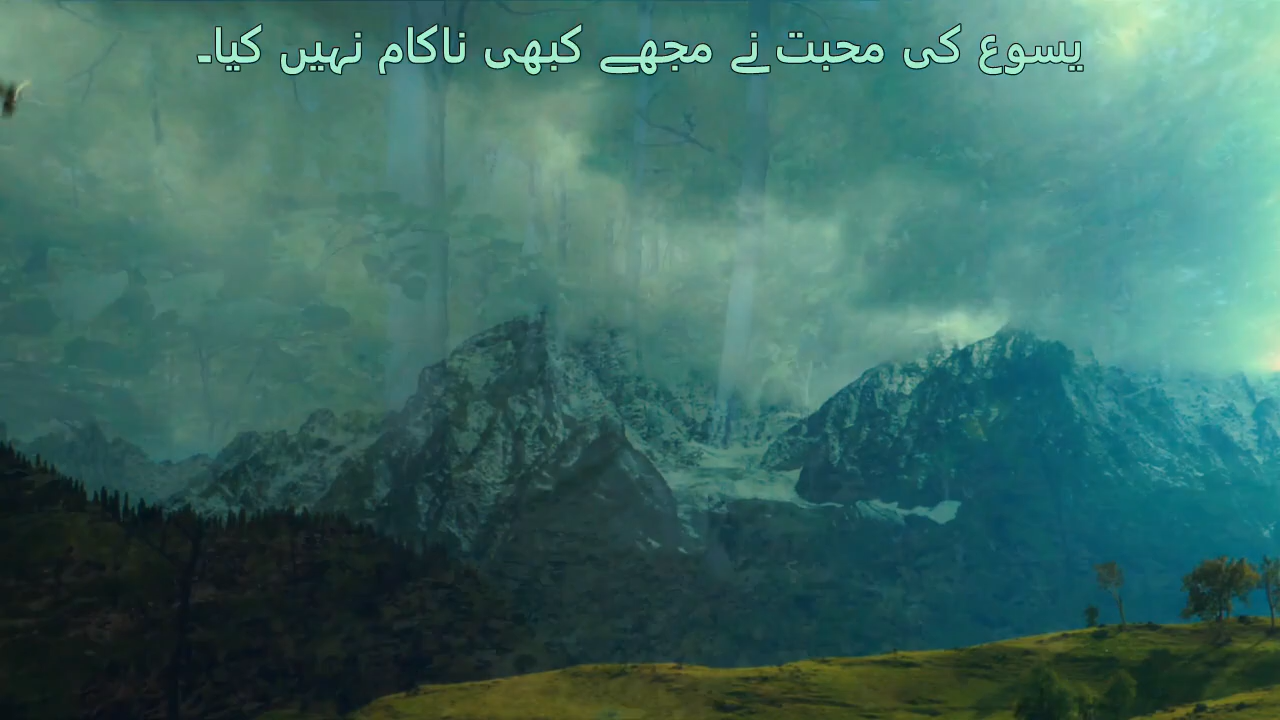 یسوع کی محبت نے مجھے کبھی ناکام نہیں کیا۔